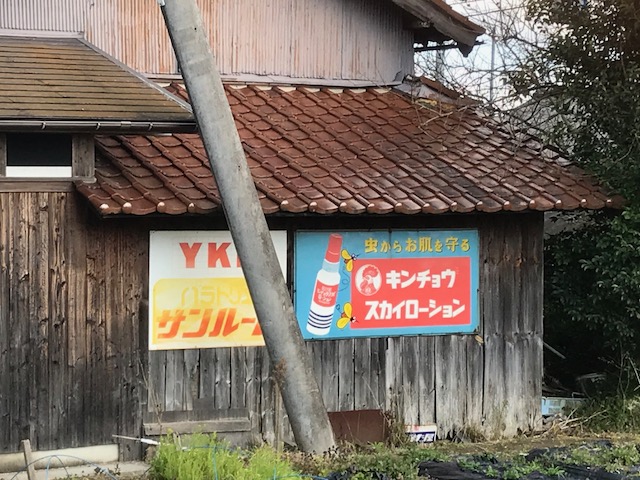 YK
サンルー
虫からお肌を守る
キンチョウ
スカイローション